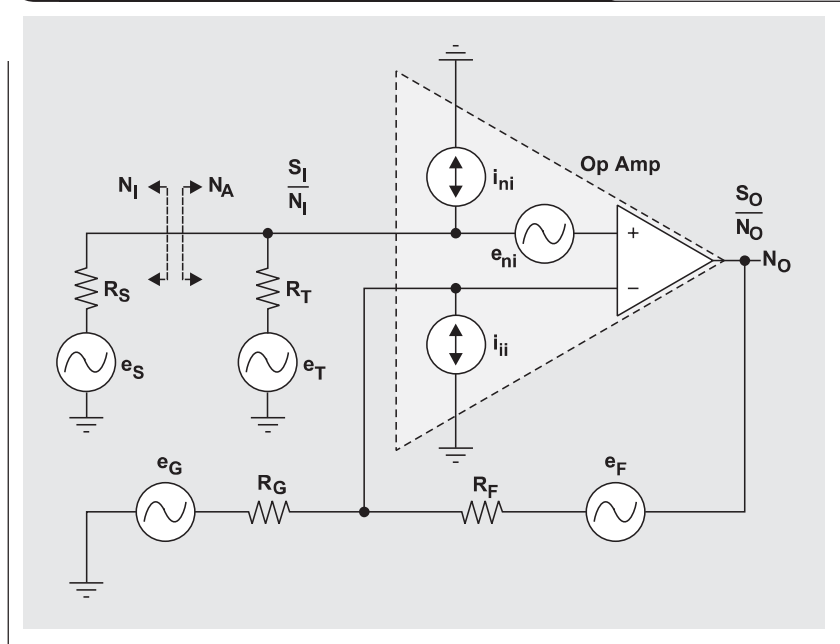 Op Amp
i_ni
N_I
N_A
S_I
N_I
S_O
N_O
+
e_ni
N_O
−
R_S
R_T
i_ii
e_S
e_T
e_G
R_G
R_F
e_F